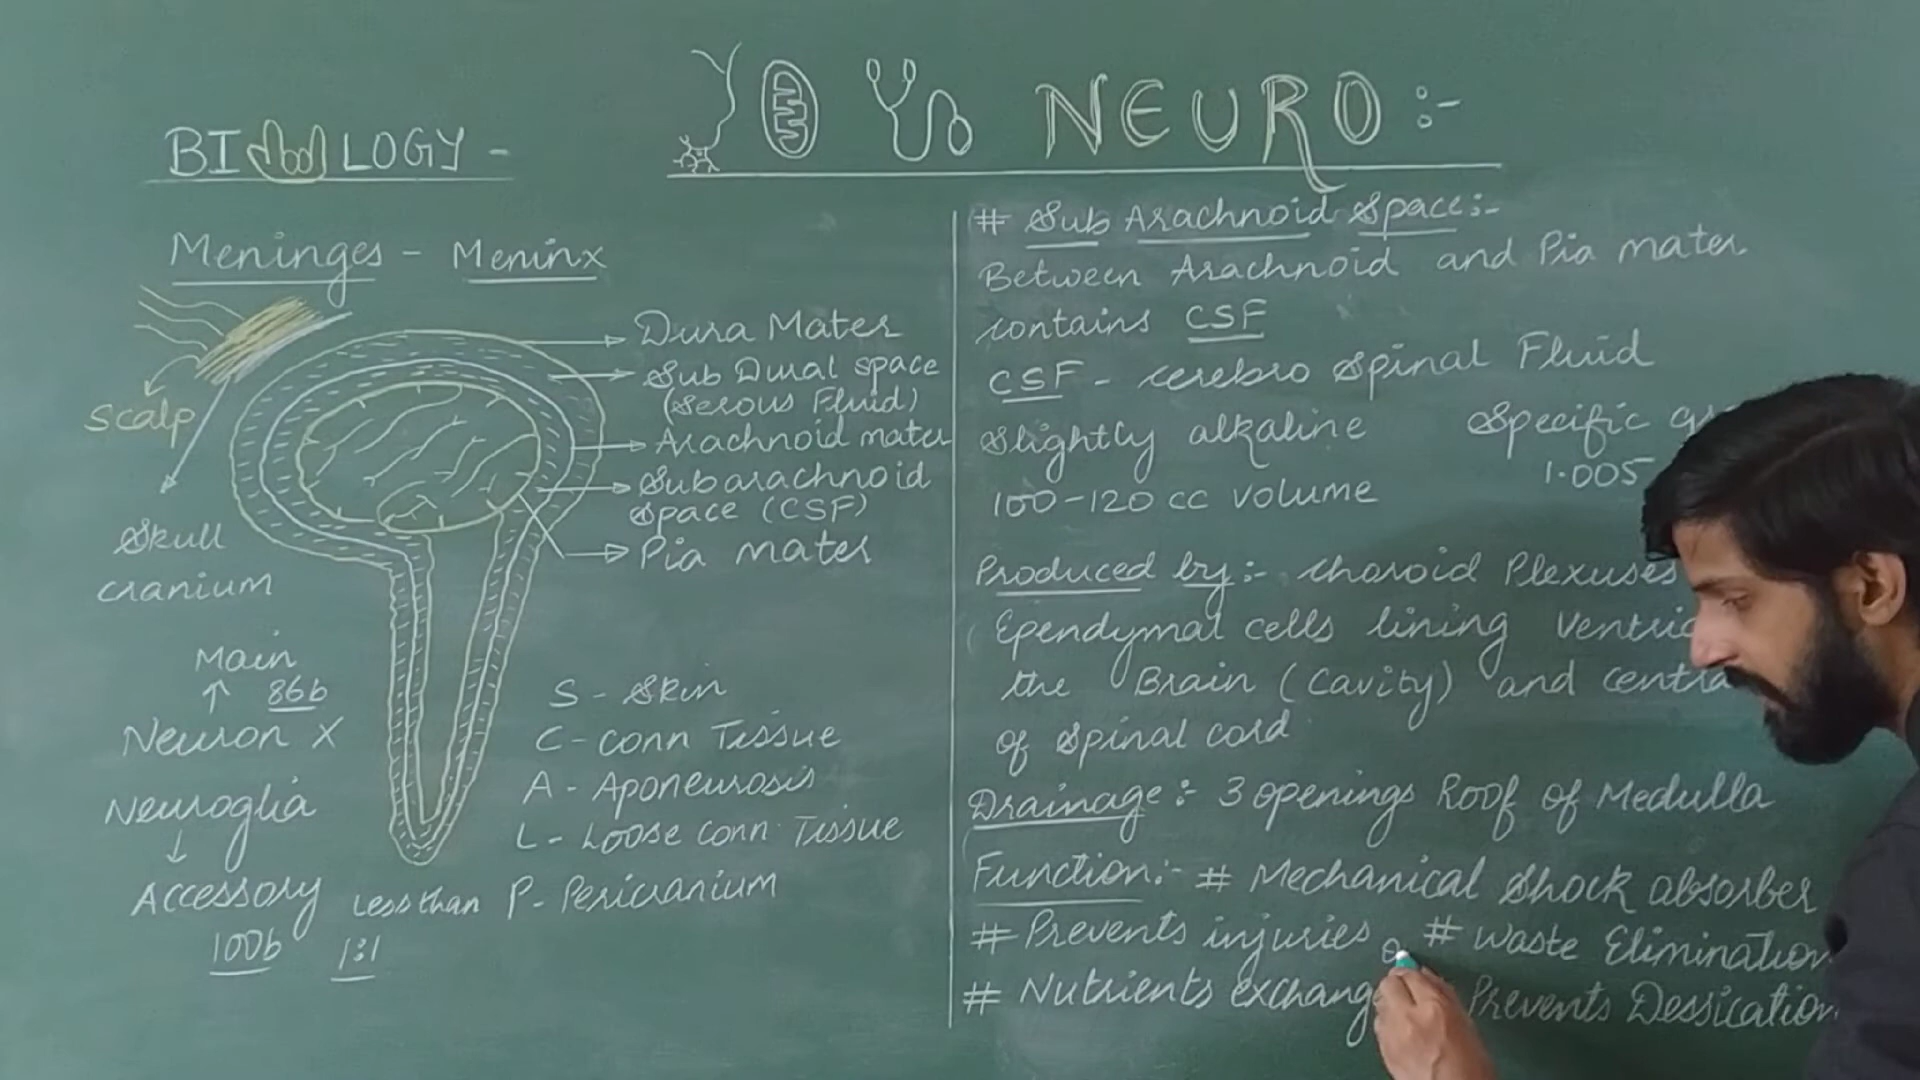 BIOLOGY -
NEURO :-
Meninges - Meninx
Dura Mater
Sub Dural space
(Serous Fluid)
Arachnoid mater
Subarachnoid
Space (CSF)
Pia mater
Scalp
Skull
cranium
Main
86b
Neuron X
Neuroglia
Accessory
100b
Less than
1:1
S - Skin
C - Conn Tissue
A - Aponeurosis
L - Loose Conn. Tissue
P - Pericranium
# Sub Arachnoid Space:-
Between Arachnoid and Pia mater
contains CSF
CSF - cerebro Spinal Fluid
Slightly alkaline Specific
1.005
100-120 cc volume
Produced by:- choroid Plexuses
Ependymal cells lining
the Brain (Cavity) and
of Spinal cord
Drainage:- 3 openings Roof of Medulla
Function:- # Mechanical Shock absorber
# Prevents injuries # Waste Elimination
# Nutrients Prevents Dessication